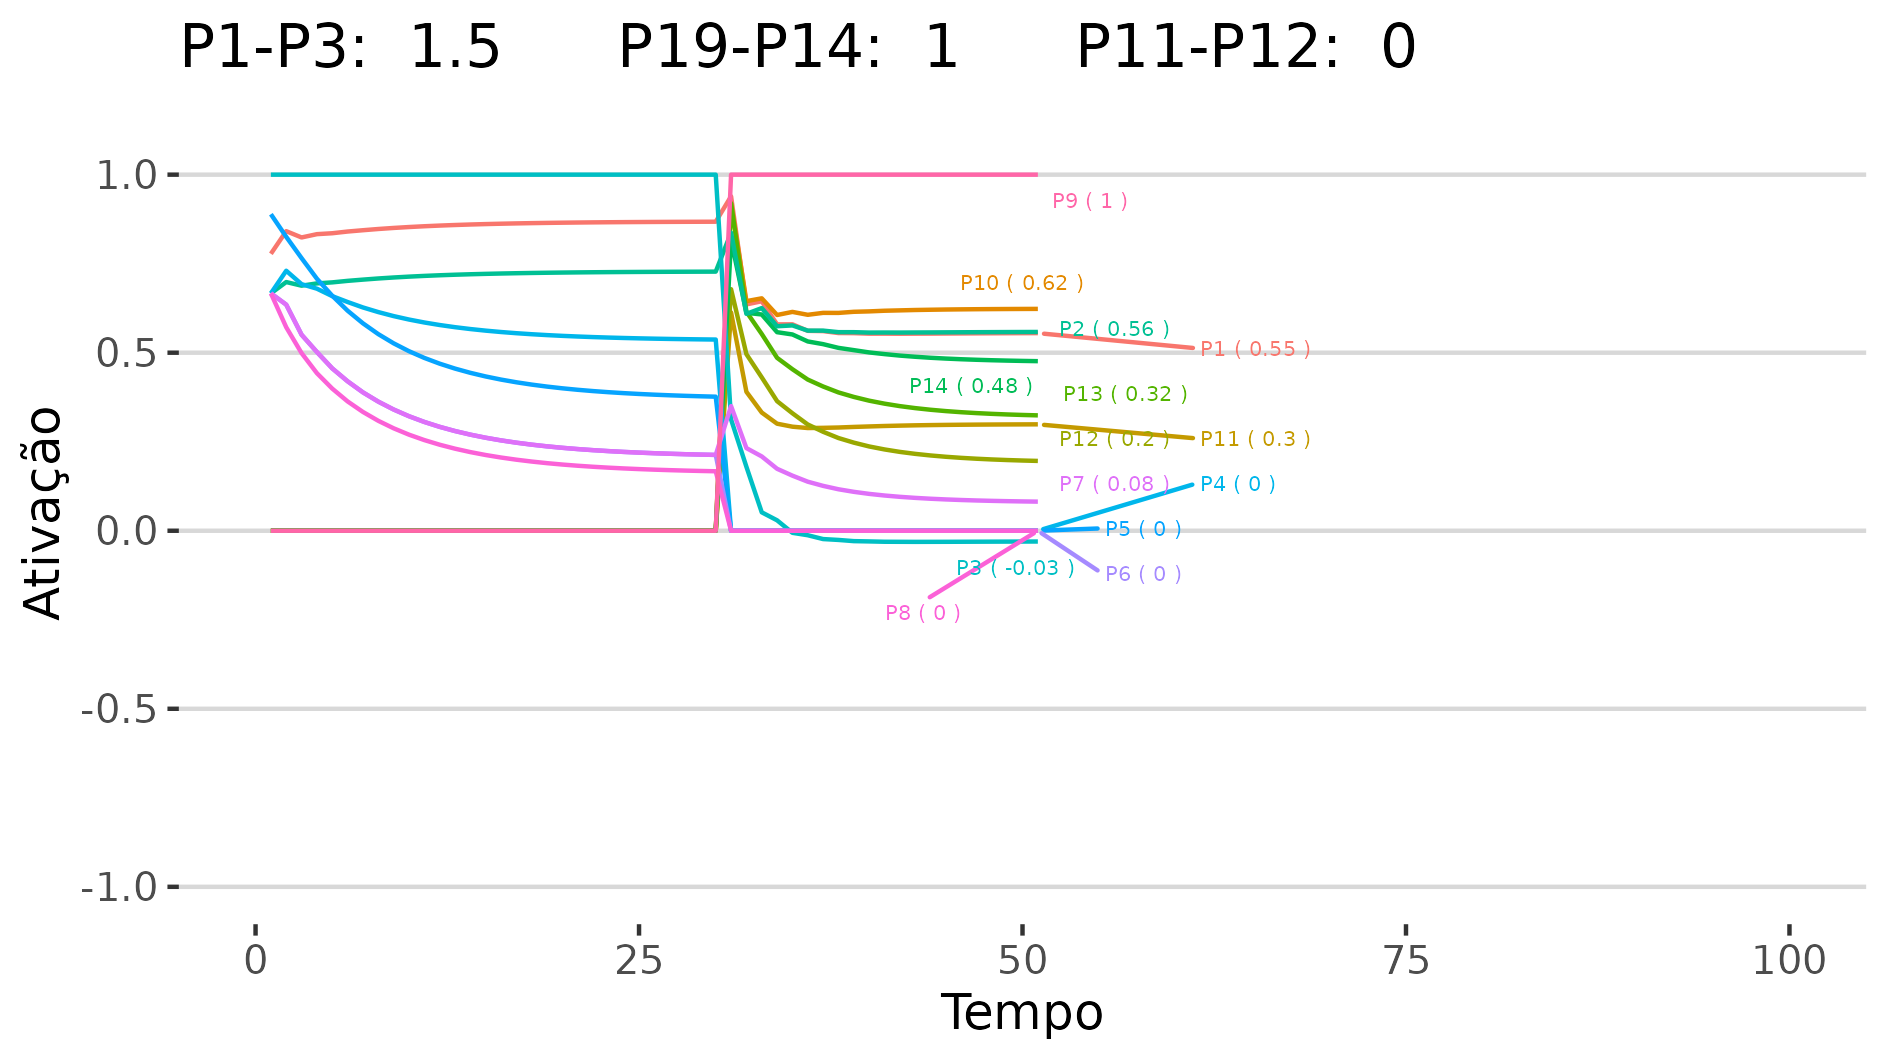 P1-P3:  1.5     P19-P14:  1     P11-P12:  0
1.0
P9 ( 1 )
P10 ( 0.62 )
P2 ( 0.56 )
P1 ( 0.55 )
0.5
P14 ( 0.48 )
P13 ( 0.32 )
P12 ( 0.2 )
P11 ( 0.3 )
P7 ( 0.08 )
P4 ( 0 )
0.0
P5 ( 0 )
P3 ( -0.03 )
P6 ( 0 )
P8 ( 0 )
-0.5
-1.0
Ativação
0 25 50 75 100
Tempo